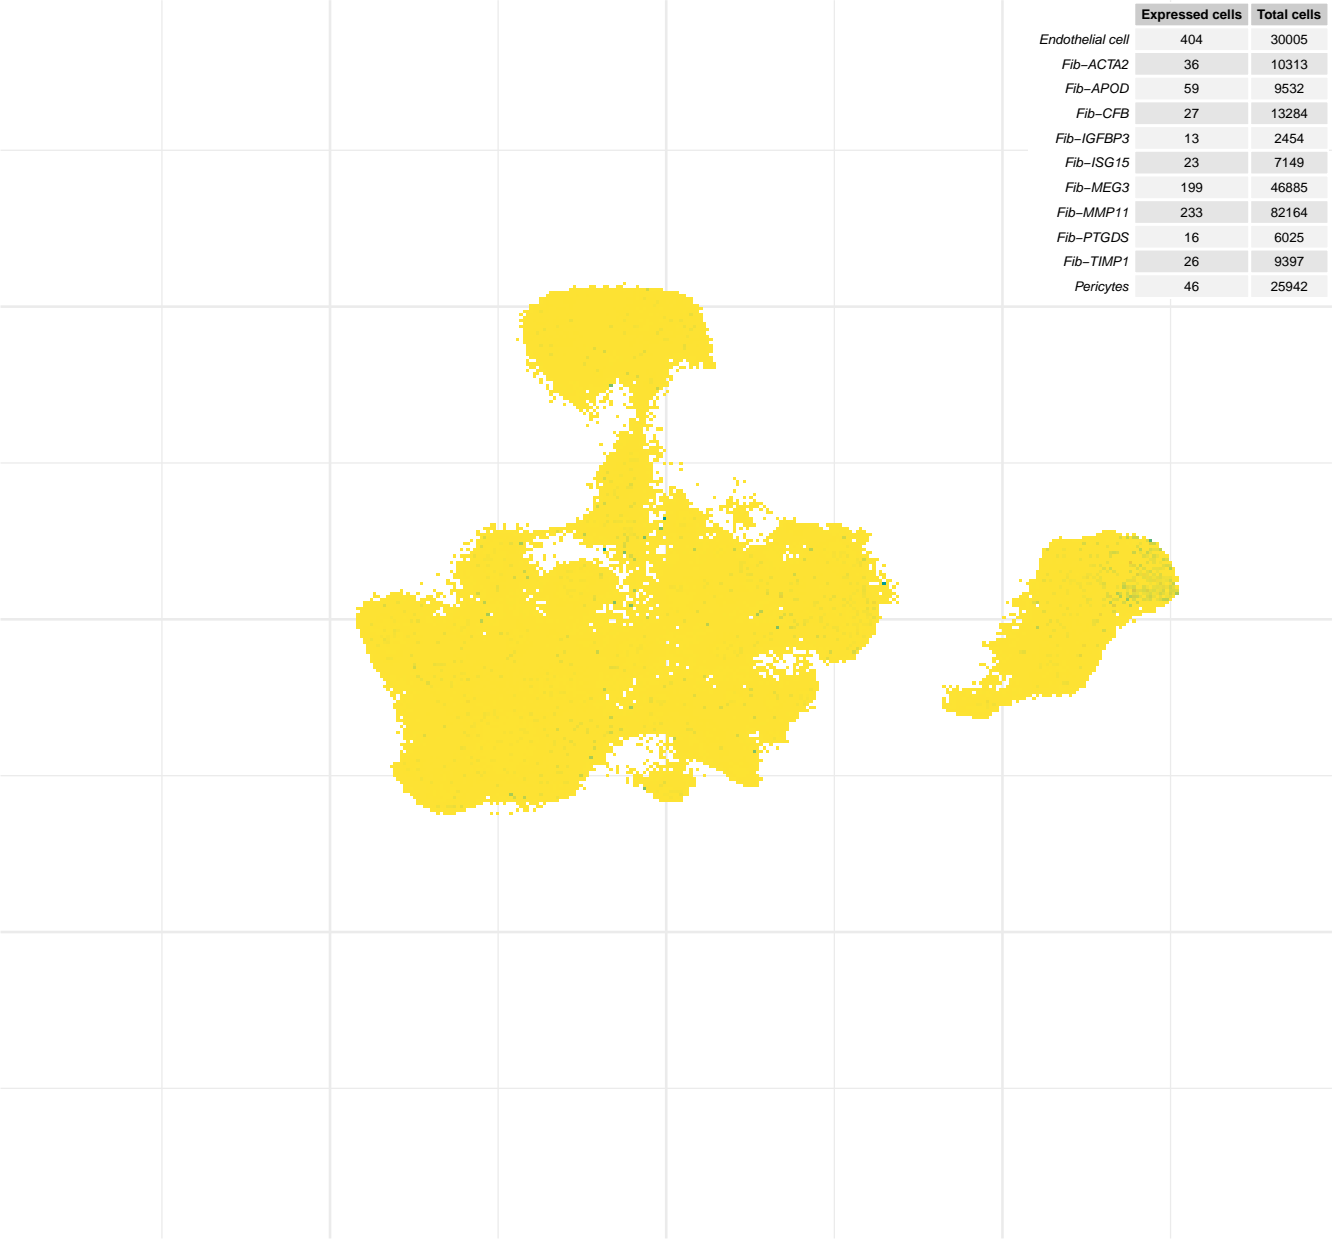 Expressed cells Total cells
Endothelial cell 404 30005
Fib−ACTA2 36 10313
Fib−APOD 59 9532
Fib−CFB 27 13284
Fib−IGFBP3 13 2454
Fib−ISG15 23 7149
Fib−MEG3 199 46885
Fib−MMP11 233 82164
Fib−PTGDS 16 6025
Fib−TIMP1 26 9397
Pericytes 46 25942